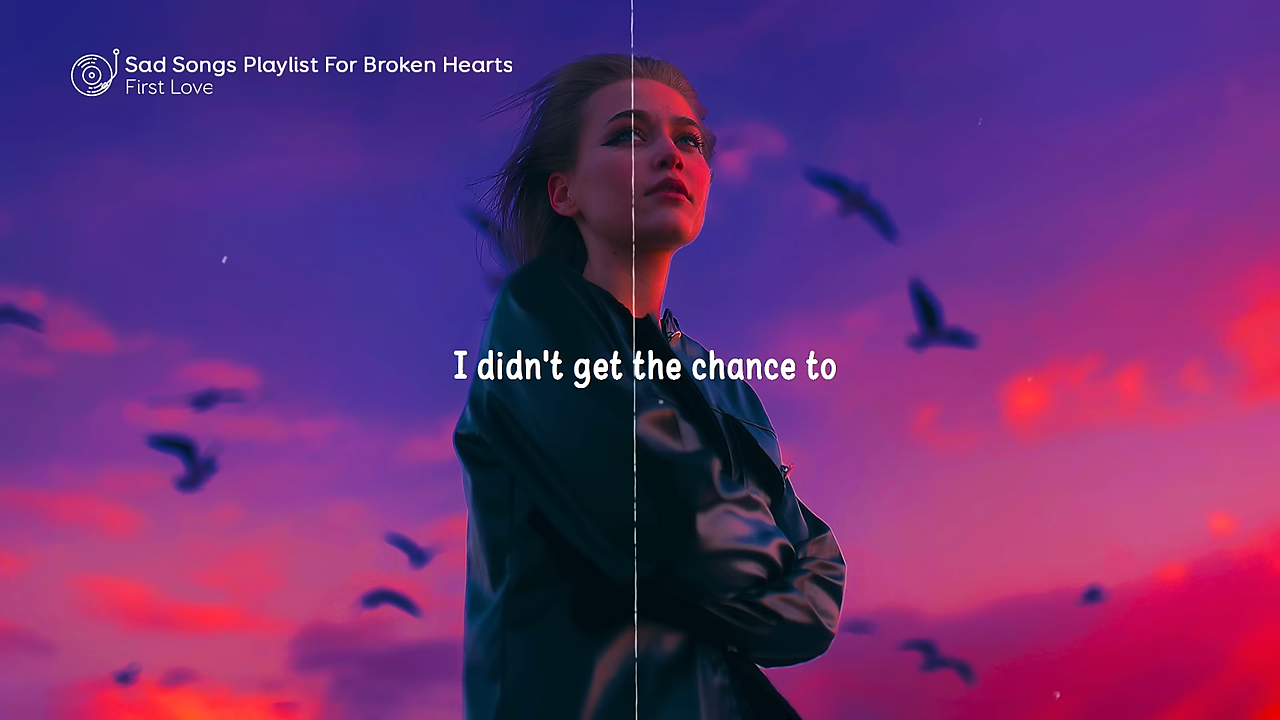 Sad Songs Playlist For Broken Hearts
First Love
I didn't get the chance to